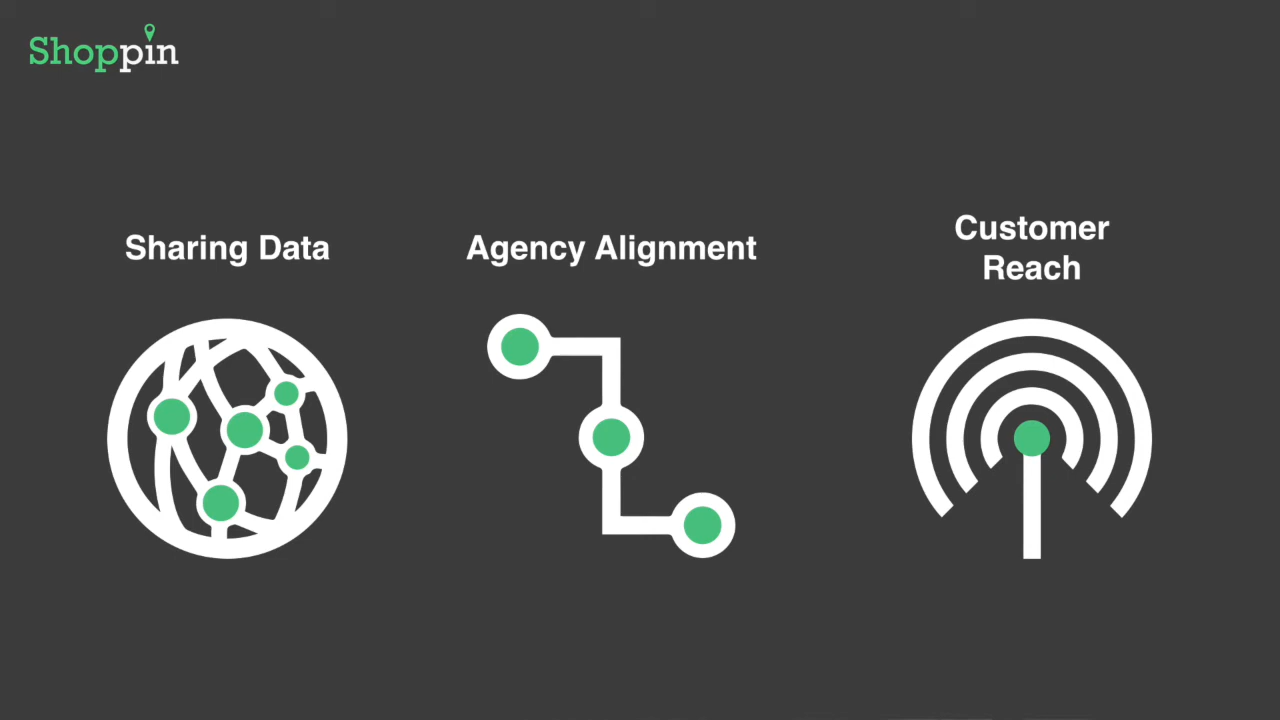 Shoppin
Sharing Data
Agency Alignment
Customer
Reach